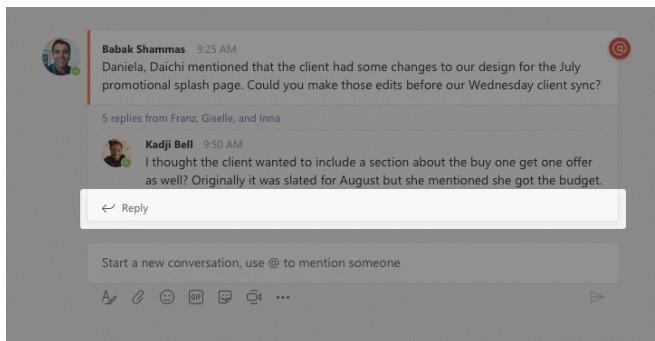 Babak Shammas 9:25 AM
Daniela, Daichi mentioned that the client had some changes to our design for the July
promotional splash page. Could you make those edits before our Wednesday client sync?
5 replies from Franz, Giselle, and Inna
Kadji Bell 9:50 AM
I thought the client wanted to include a section about the buy one get one offer
as well? Originally it was slated for August but she mentioned she got the budget.
Reply
Start a new conversation, use @ to mention someone
GIF